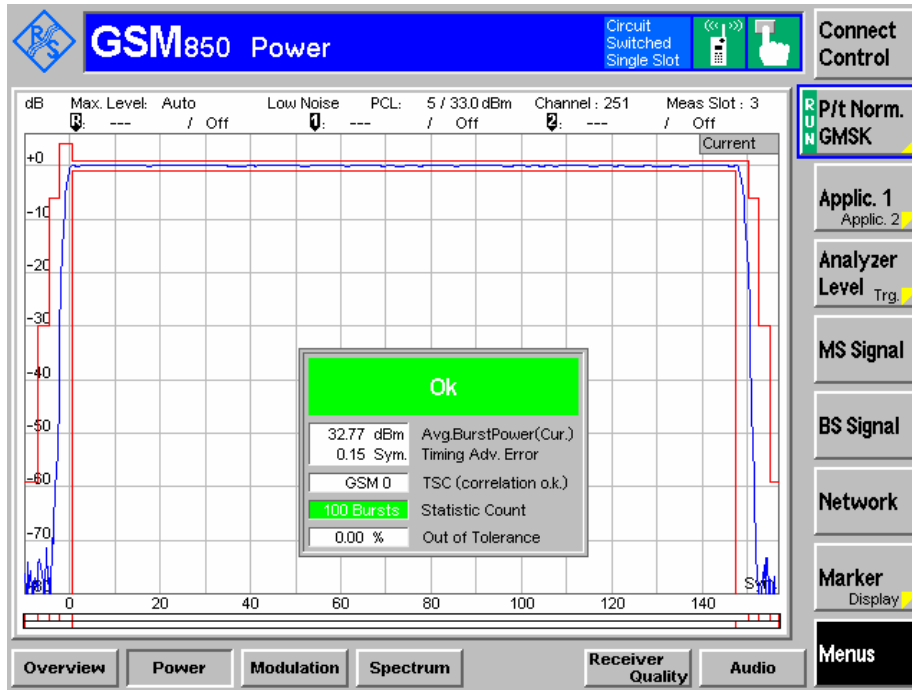 R&S
GSM850 Power
Circuit Switched Single Slot
Connect Control
dB Max. Level: Auto Low Noise PCL: 5 / 33.0 dBm Channel : 251 Meas Slot : 3
R: --- / Off 1: --- / Off 2: --- / Off
RUN
P/t Norm. GMSK
Current
+0
-10
-20
-30
-40
-50
-60
-70
-80
0 20 40 60 80 100 120 140
Sym
Ok
32.77 dBm Avg.BurstPower(Cur.)
0.15 Sym. Timing Adv. Error
GSM 0 TSC (correlation o.k.)
100 Bursts Statistic Count
0.00 % Out of Tolerance
Applic. 1
Applic. 2
Analyzer Level Trg.
MS Signal
BS Signal
Network
Marker
Display
Menus
Overview Power Modulation Spectrum Receiver Quality Audio